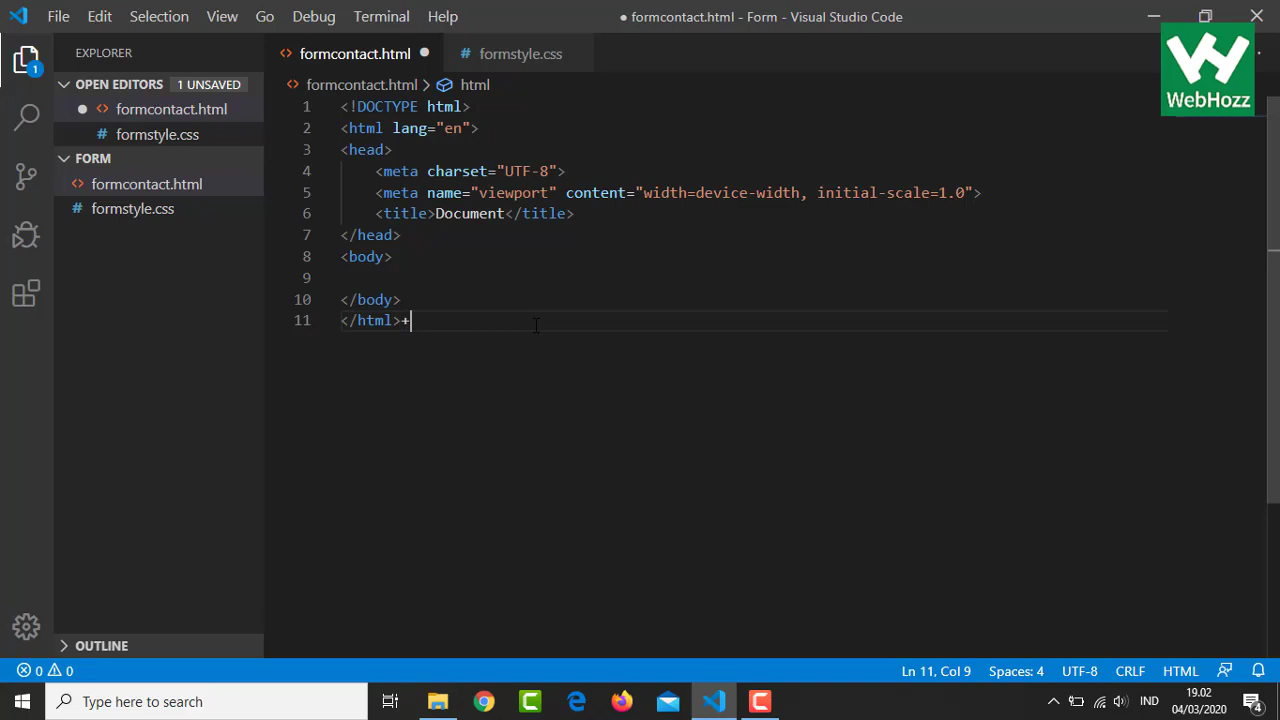 File Edit Selection View Go Debug Terminal Help
● formcontact.html - Form - Visual Studio Code
WebHozz
EXPLORER
OPEN EDITORS 1 UNSAVED
formcontact.html
# formstyle.css
FORM
formcontact.html
# formstyle.css
OUTLINE
1
formcontact.html ●
# formstyle.css
formcontact.html > html
1 <!DOCTYPE html>
2 <html lang="en">
3 <head>
4 <meta charset="UTF-8">
5 <meta name="viewport" content="width=device-width, initial-scale=1.0">
6 <title>Document</title>
7 </head>
8 <body>
9
10 </body>
11 </html>+
0 0
Ln 11, Col 9 Spaces: 4 UTF-8 CRLF HTML
Type here to search
IND
19.02
04/03/2020
4